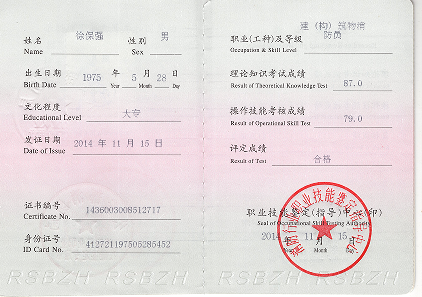 姓名 徐保强 性别 男
Name Sex
出生日期 1975 年 5 月 28 日
Birth Date Year Month Day
文化程度 大专
Educational Level
发证日期 2014 年 11 月 15 日
Date of Issue Year Month Day
证书编号 1436003008512717
Certificate No.
身份证号 412721197505285452
ID Card No.
RSBZH RSBZH
建(构)筑物消
职业(工种)及等级 防员
Occupation & Skill Level
理论知识考试成绩 87.0
Result of Theoretical Knowledge Test
操作技能考核成绩 79.0
Result of Operational Skill Test
评定成绩 合格
Result of Test
职业技能鉴定(指导)中心(印)
Seal of Occupational Skill Testing Authority
2014 年 11 月 15 日
Year Month Day
RSBZH RSBZH